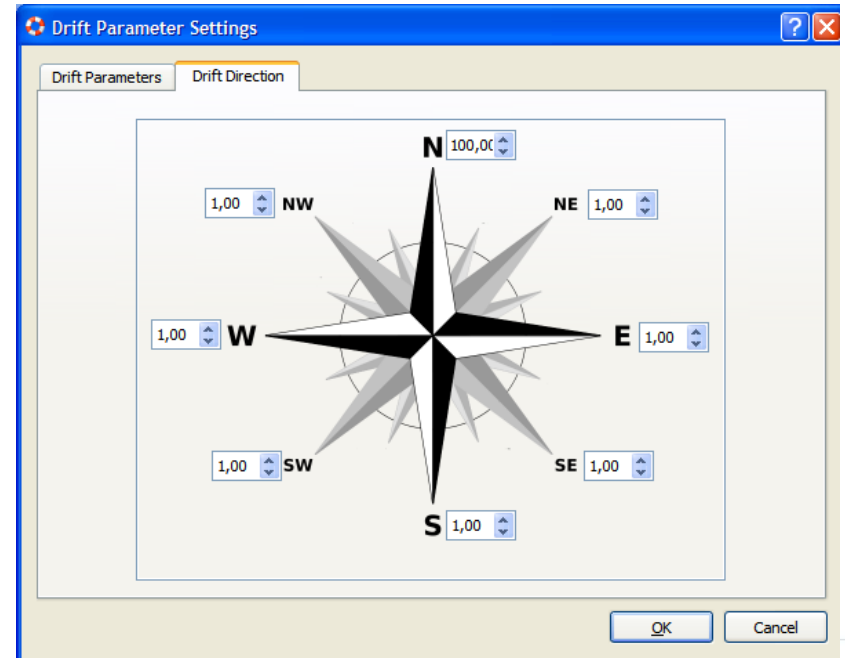 Drift Parameter Settings
Drift Parameters Drift Direction
N 100,00
1,00 NW NE 1,00
1,00 W E 1,00
1,00 SW SE 1,00
S 1,00
OK Cancel